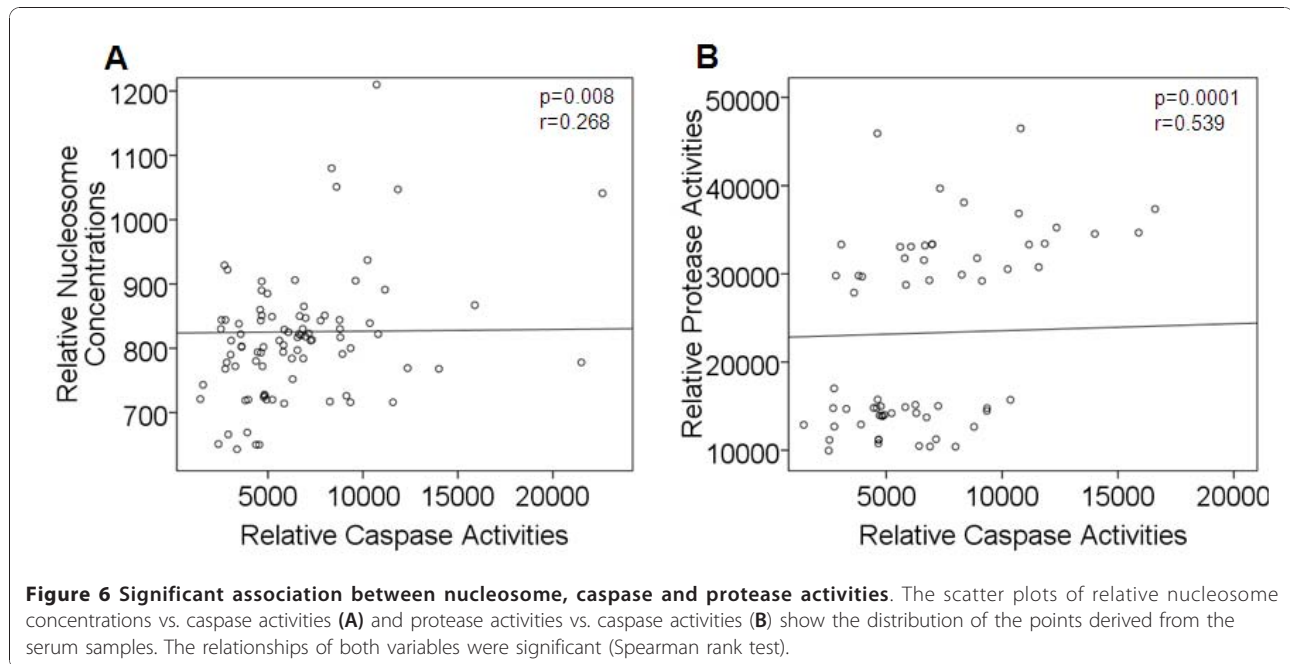 A
p=0.008
r=0.268
1200
1100
1000
900
800
700
Relative Nucleosome
Concentrations
5000 10000 15000 20000
Relative Caspase Activities
B
p=0.0001
r=0.539
50000
40000
30000
20000
10000
Relative Protease Activities
5000 10000 15000 20000
Relative Caspase Activities
Figure 6 Significant association between nucleosome, caspase and protease activities. The scatter plots of relative nucleosome
concentrations vs. caspase activities (A) and protease activities vs. caspase activities (B) show the distribution of the points derived from the
serum samples. The relationships of both variables were significant (Spearman rank test).